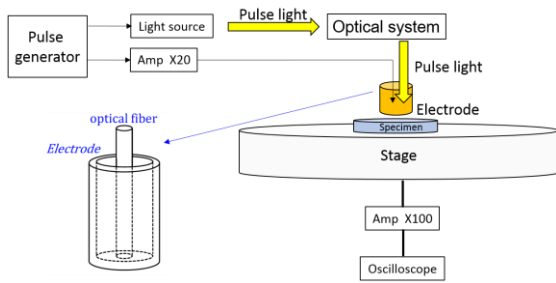 Pulse
generator
Light source
Pulse light
Optical system
Amp X20
Pulse light
Electrode
optical fiber
Electrode
Specimen
Stage
Amp X100
Oscilloscope